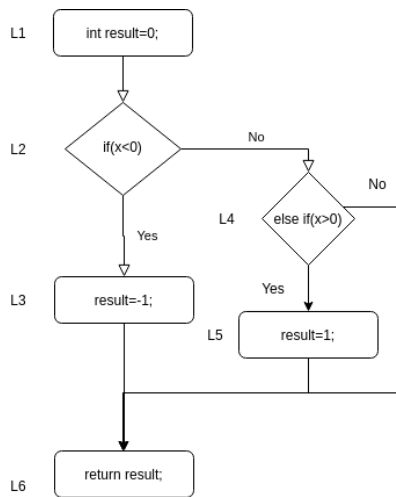 L1
int result=0;
L2
if(x<0)
No
No
L4
else if(x>0)
Yes
Yes
L3
result=-1;
L5
result=1;
L6
return result;